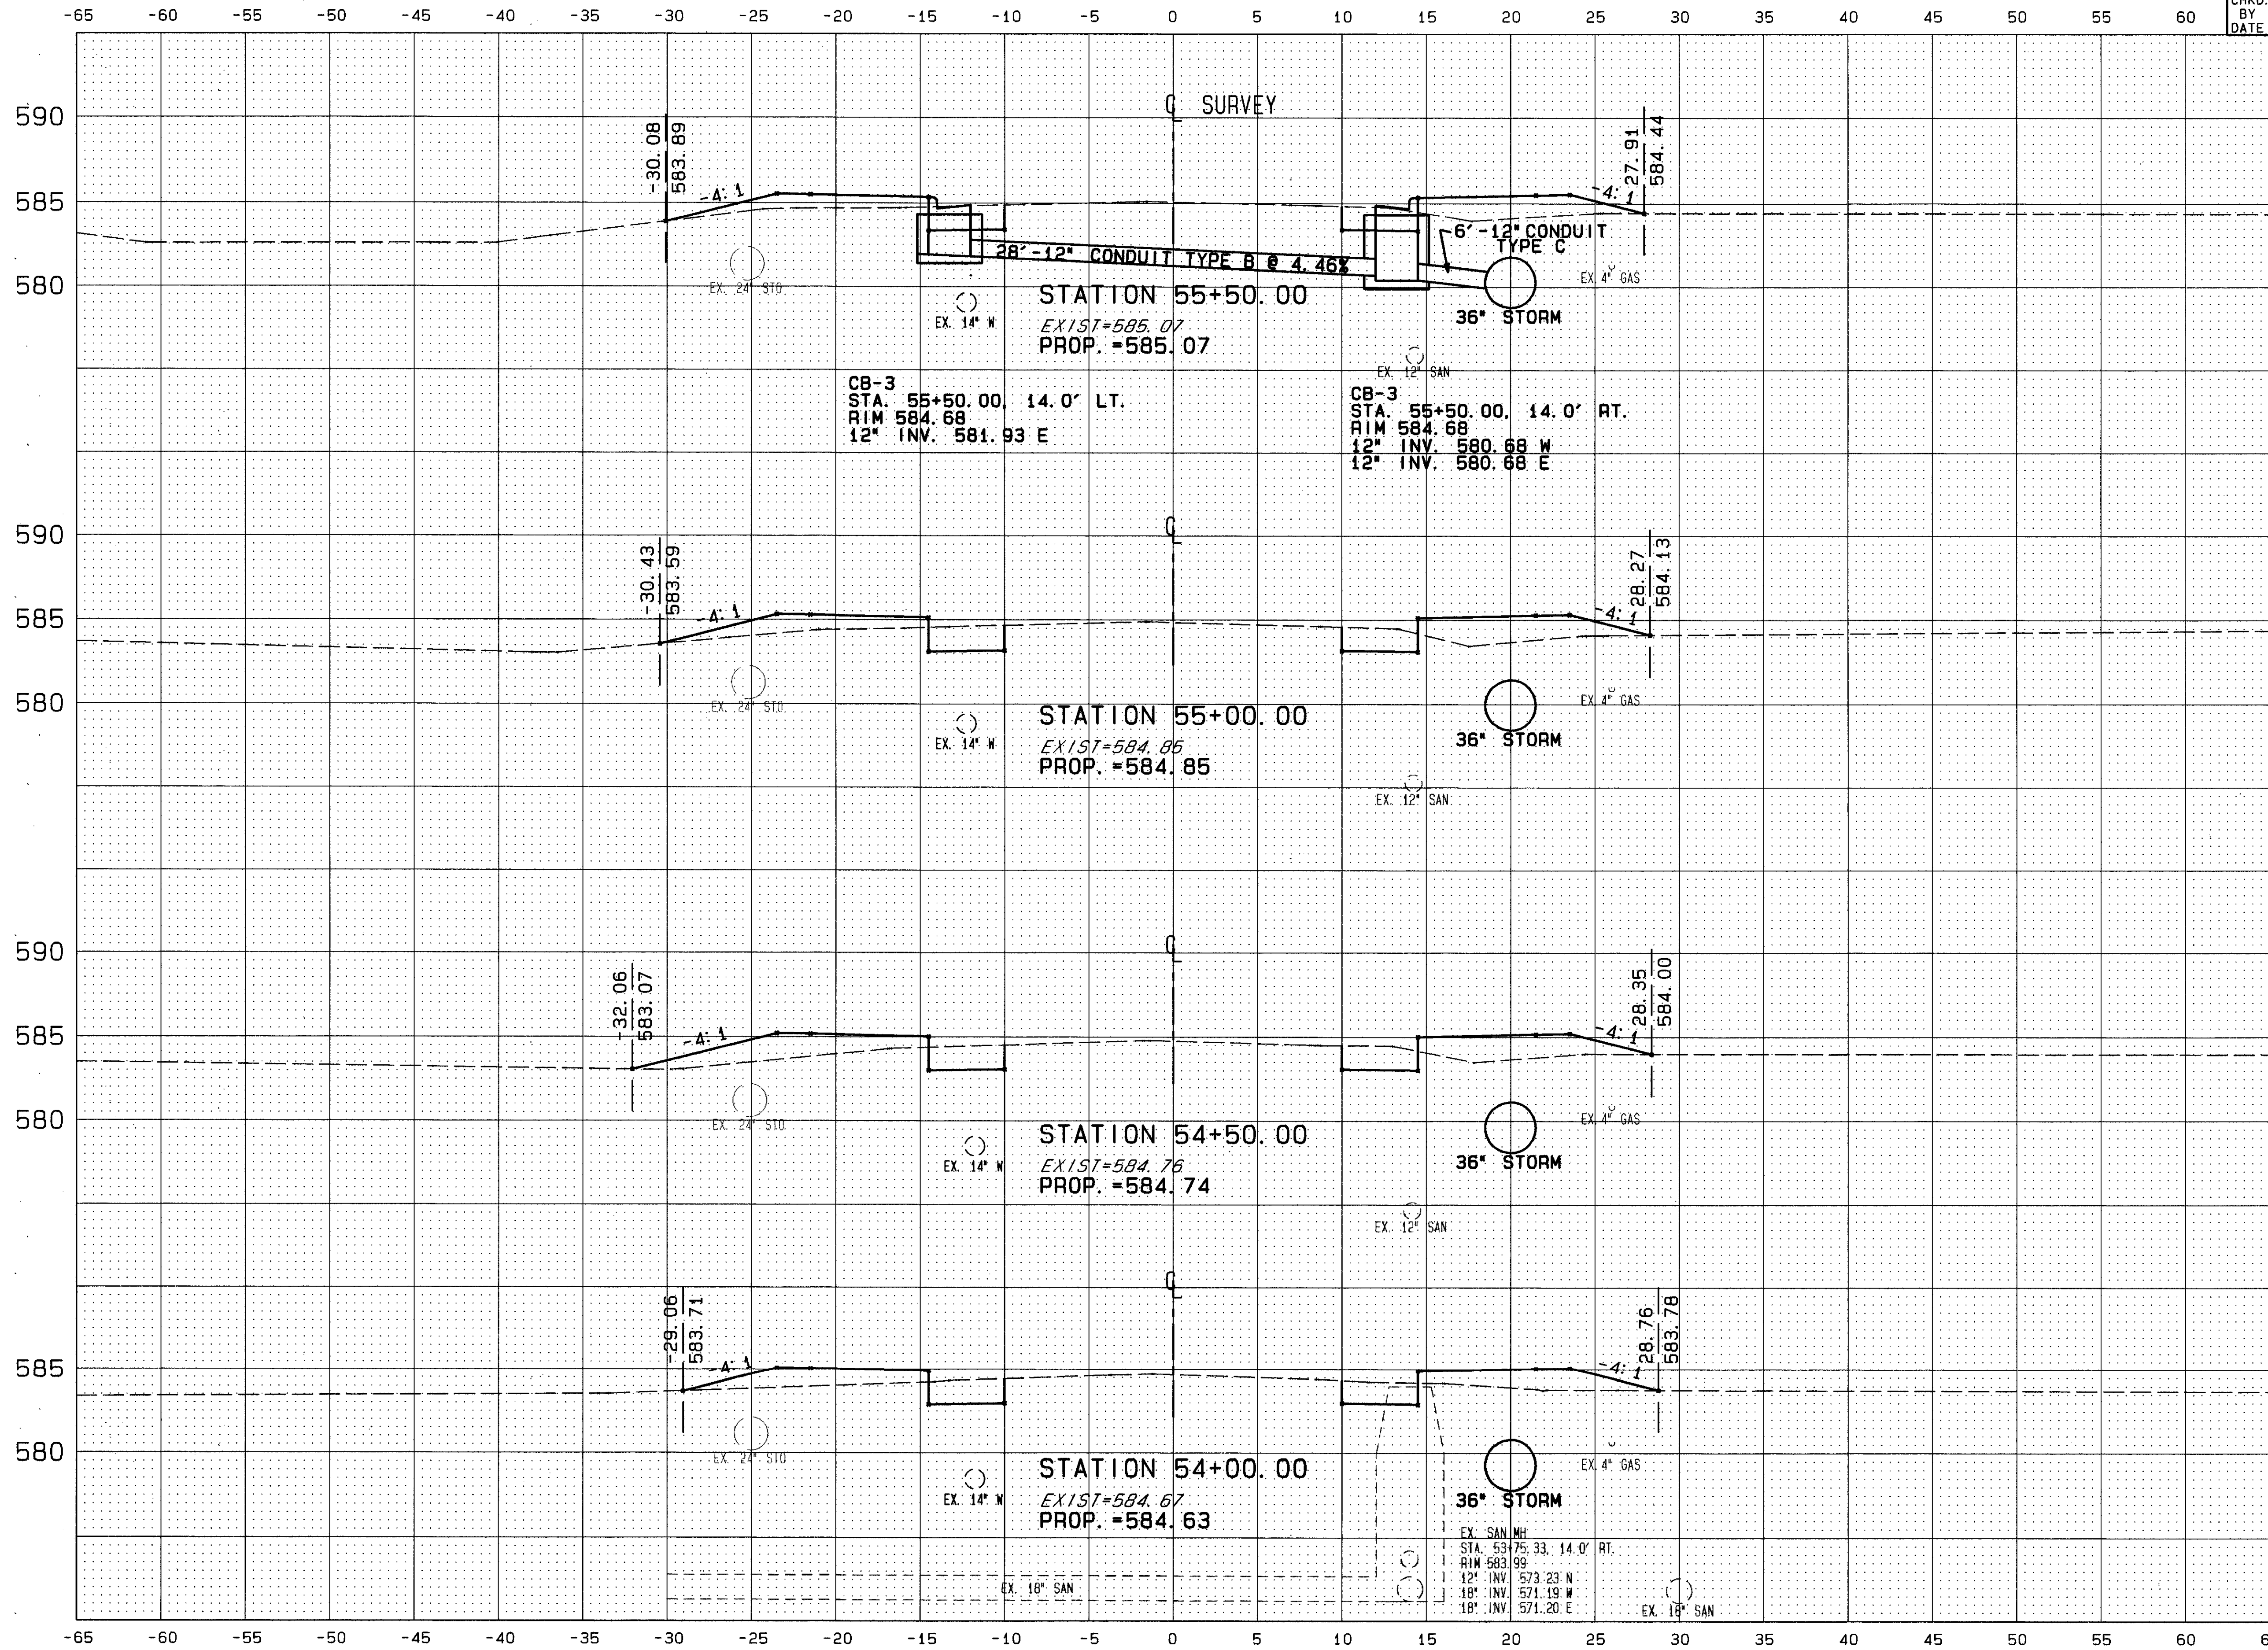 -65 -60 -55 -50 -45 -40 -35 -30 -25 -20 -15 -10 -5 0 5 10 15 20 25 30 35 40 45 50 55 60
BY
DATE
590
℄ SURVEY
-30.08
583.89
27.91
584.44
-4:1
-4:1
585
6'-12" CONDUIT
TYPE C
28'-12" CONDUIT TYPE B @ 4.46%
580
EX. 24" STO
EX. 14" W
STATION 55+50.00
EX 4" GAS
36" STORM
EXIST=585.07
PROP.=585.07
EX. 12" SAN
CB-3
STA. 55+50.00, 14.0' LT.
RIM 584.68
12" INV. 581.93 E
CB-3
STA. 55+50.00, 14.0' RT.
RIM 584.68
12" INV. 580.68 W
12" INV. 580.68 E
590
℄
-30.43
583.59
28.27
584.13
-4:1
-4:1
585
580
EX. 24" STO
EX. 14" W
STATION 55+00.00
EX 4" GAS
36" STORM
EXIST=584.85
PROP.=584.85
EX. 12" SAN
590
℄
-32.06
583.07
28.35
584.00
-4:1
-4:1
585
580
EX. 24" STO
EX. 14" W
STATION 54+50.00
EX 4" GAS
36" STORM
EXIST=584.76
PROP.=584.74
EX. 12" SAN
℄
-29.06
583.71
28.76
583.78
-4:1
-4:1
585
580
EX. 24" STO
EX. 14" W
STATION 54+00.00
EX 4" GAS
36" STORM
EXIST=584.67
PROP.=584.63
EX. SAN MH
STA. 53+75.33, 14.0' RT.
RIM 583.99
12" INV. 573.23 N
18" INV. 571.19 W
18" INV. 571.20 E
EX. 18" SAN
EX. 18" SAN
-65 -60 -55 -50 -45 -40 -35 -30 -25 -20 -15 -10 -5 0 5 10 15 20 25 30 35 40 45 50 55 60